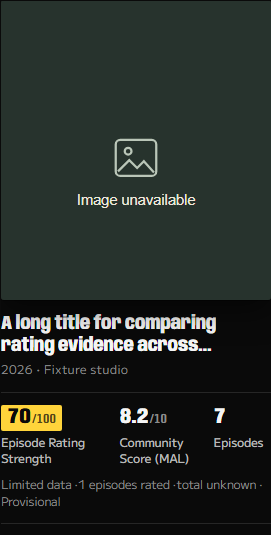 Image unavailable
A long title for comparing
rating evidence across...
2026 · Fixture studio
70/100
8.2/10
7
Episode Rating
Strength
Community
Score (MAL)
Episodes
Limited data ·1 episodes rated ·total unknown ·
Provisional